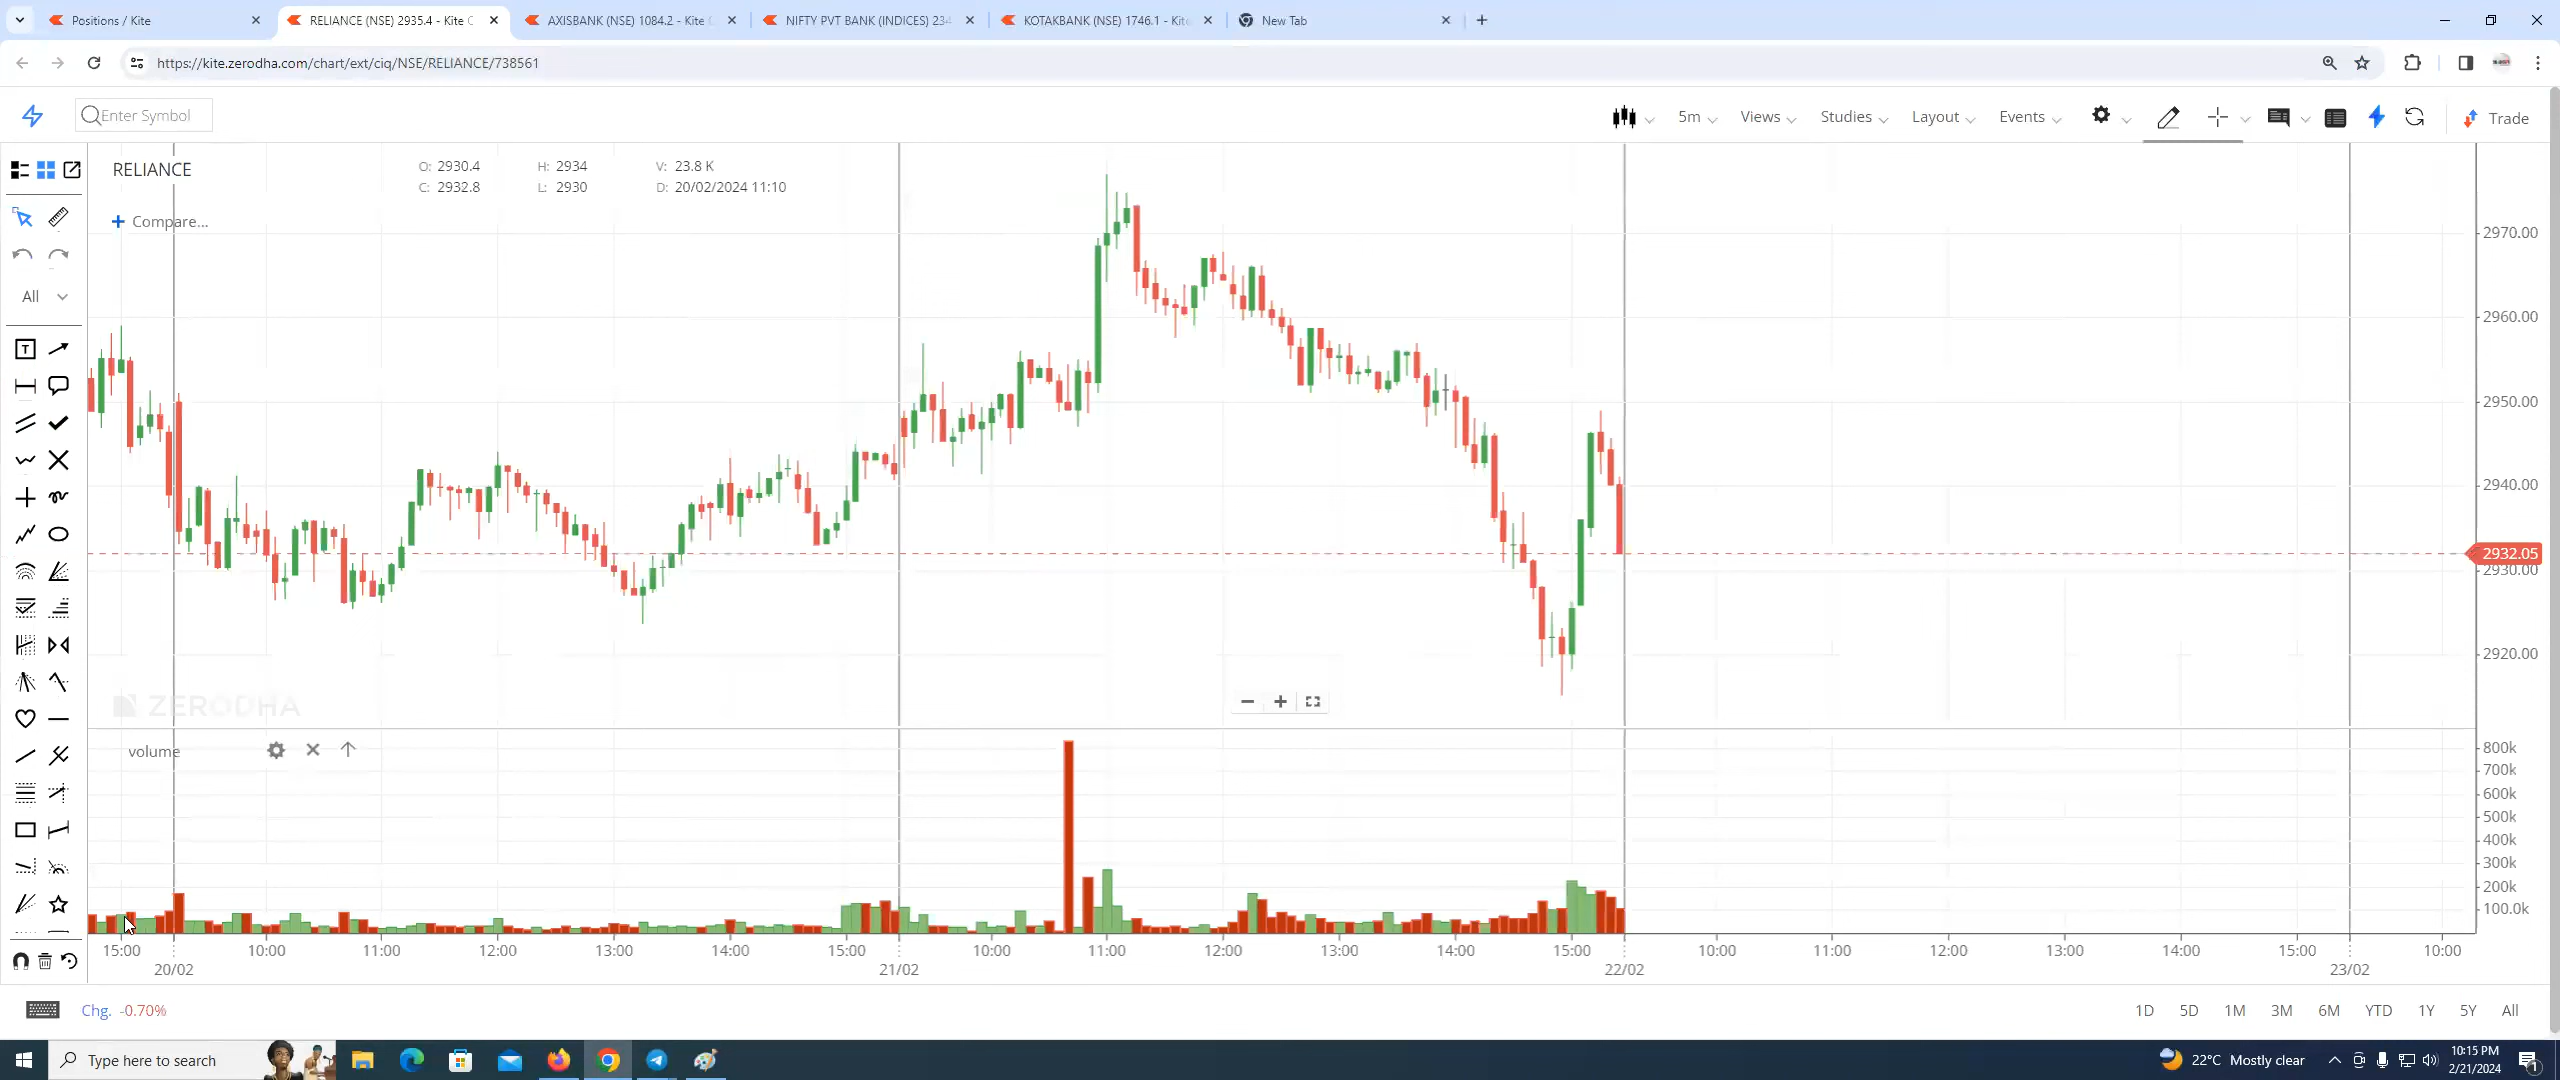 Positions / Kite
RELIANCE (NSE) 2935.4 - Kite C
AXISBANK (NSE) 1084.2 - Kite
NIFTY PVT BANK (INDICES) 234
KOTAKBANK (NSE) 1746.1 - Kite
New Tab
https://kite.zerodha.com/chart/ext/ciq/NSE/RELIANCE/738561
Enter Symbol
5m Views Studies Layout Events Trade
RELIANCE
O: 2930.4 H: 2934 V: 23.8 K
C: 2932.8 L: 2930 D: 20/02/2024 11:10
+ Compare...
All
T
2970.00
2960.00
2950.00
2940.00
2932.05
2930.00
2920.00
ZERODHA
volume
800k
700k
600k
500k
400k
300k
200k
100.0k
15:00 10:00 11:00 12:00 13:00 14:00 15:00 10:00 11:00 12:00 13:00 14:00 15:00 10:00 11:00 12:00 13:00 14:00 15:00 10:00
20/02 21/02 22/02 23/02
Chg. -0.70%
1D 5D 1M 3M 6M YTD 1Y 5Y All
Type here to search
22°C Mostly clear
10:15 PM
2/21/2024
1